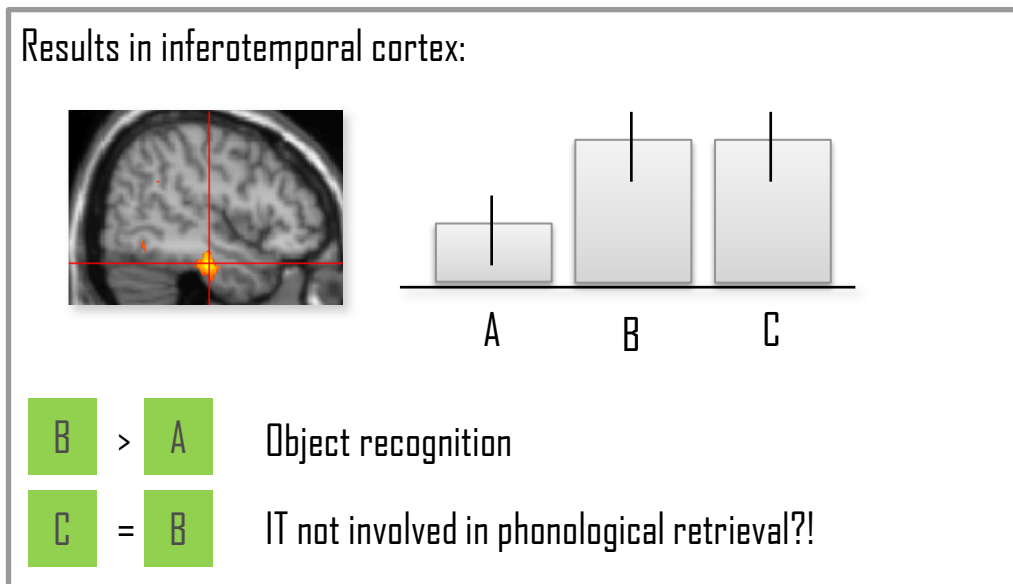 Results in inferotemporal cortex:
A B C
B > A Object recognition
C = B IT not involved in phonological retrieval?!